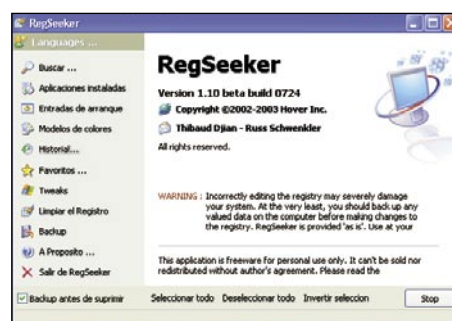 RegSeeker
Languages ...
Buscar ...
Aplicaciones instaladas
Entradas de arranque
Modelos de colores
Historial...
Favoritos ...
Tweaks
Limpiar el Registro
Backup
A Proposito ...
Salir de RegSeeker
RegSeeker
Version 1.10 beta build 0724
Copyright ©2002-2003 Hover Inc.
Thibaud Djian - Russ Schwenkler
All rights reserved.
WARNING : Incorrectly editing the registry may severely damage
your system. At the very least, you should back up any
valued data on the computer before making changes to
the registry. RegSeeker is provided 'as is'. Use at your
This application is freeware for personal use only. It can't be sold nor
redistributed without author's agreement. Please read the
Backup antes de suprimir
Seleccionar todo Deseleccionar todo Invertir seleccion
Stop